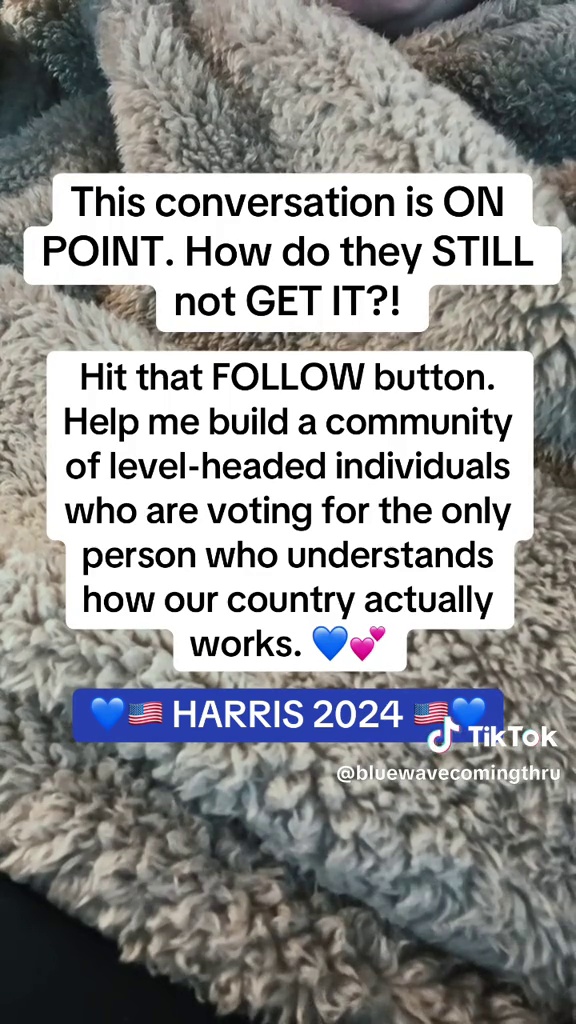 This conversation is ON
POINT. How do they STILL
not GET IT?!
Hit that FOLLOW button.
Help me build a community
of level-headed individuals
who are voting for the only
person who understands
how our country actually
works. 💙💕
💙🇺🇸 HARRIS 2024 🇺🇸💙
TikTok
@bluewavecomingthru